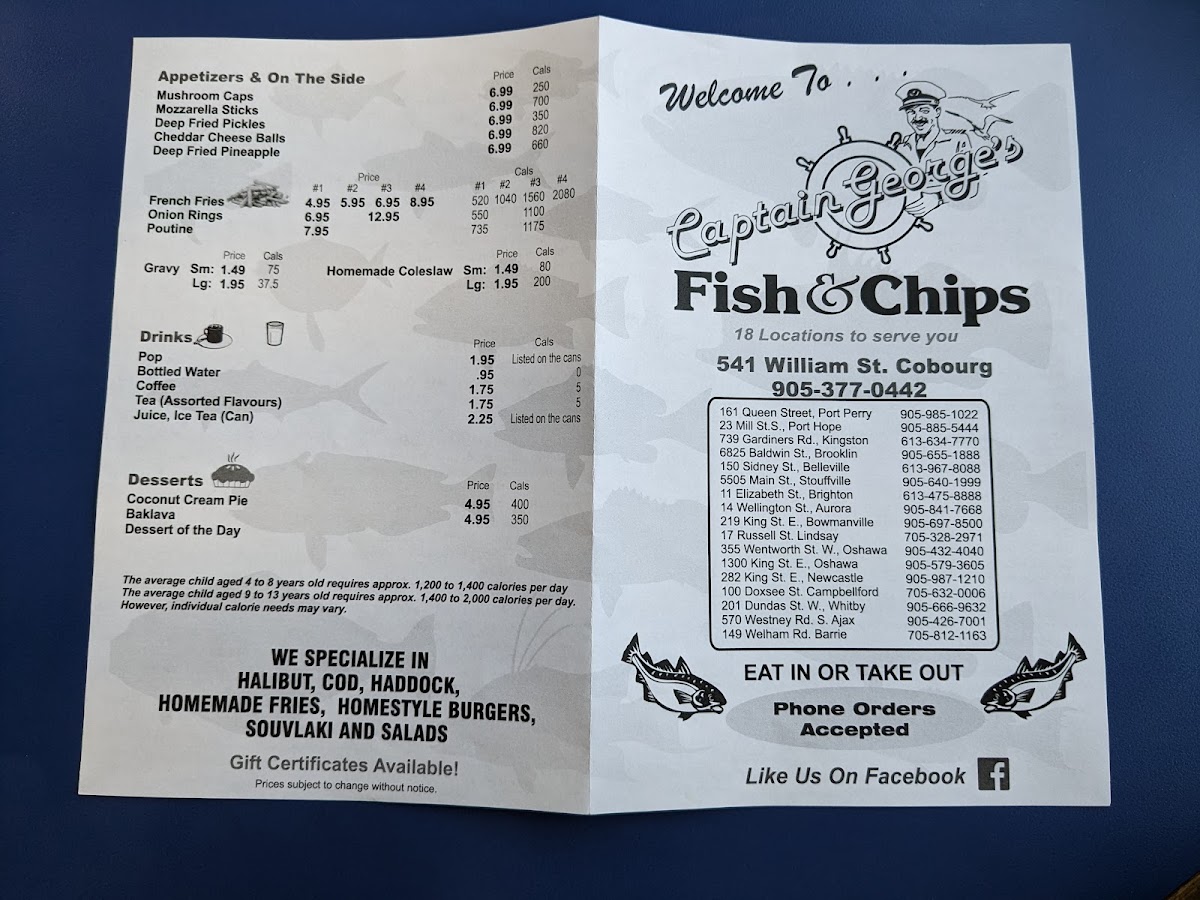 Appetizers & On The Side Price Cals
Mushroom Caps 6.99 250
Mozzarella Sticks 6.99 700
Deep Fried Pickles 6.99 350
Cheddar Cheese Balls 6.99 820
Deep Fried Pineapple 6.99 660
Price Cals
#1 #2 #3 #4 #1 #2 #3 #4
French Fries 4.95 5.95 6.95 8.95 520 1040 1560 2080
Onion Rings 6.95 12.95 550 1100
Poutine 7.95 735 1175
Price Cals Price Cals
Gravy Sm: 1.49 75 Homemade Coleslaw Sm: 1.49 80
Lg: 1.95 37.5 Lg: 1.95 200
Drinks Price Cals
Pop 1.95 Listed on the cans
Bottled Water .95 0
Coffee 1.75 5
Tea (Assorted Flavours) 1.75 5
Juice, Ice Tea (Can) 2.25 Listed on the cans
Desserts Price Cals
Coconut Cream Pie 4.95 400
Baklava 4.95 350
Dessert of the Day
The average child aged 4 to 8 years old requires approx. 1,200 to 1,400 calories per day
The average child aged 9 to 13 years old requires approx. 1,400 to 2,000 calories per day.
However, individual calorie needs may vary.
WE SPECIALIZE IN
HALIBUT, COD, HADDOCK,
HOMEMADE FRIES, HOMESTYLE BURGERS,
SOUVLAKI AND SALADS
Gift Certificates Available!
Prices subject to change without notice.
Welcome To . . .
Captain George's
Fish & Chips
18 Locations to serve you
541 William St. Cobourg
905-377-0442
161 Queen Street, Port Perry 905-985-1022
23 Mill St.S., Port Hope 905-885-5444
739 Gardiners Rd., Kingston 613-634-7770
6825 Baldwin St., Brooklin 905-655-1888
150 Sidney St., Belleville 613-967-8088
5505 Main St., Stouffville 905-640-1999
11 Elizabeth St., Brighton 613-475-8888
14 Wellington St., Aurora 905-841-7668
219 King St. E., Bowmanville 905-697-8500
17 Russell St. Lindsay 705-328-2971
355 Wentworth St. W., Oshawa 905-432-4040
1300 King St. E., Oshawa 905-579-3605
282 King St. E., Newcastle 905-987-1210
100 Doxsee St. Campbellford 705-632-0006
201 Dundas St. W., Whitby 905-666-9632
570 Westney Rd. S. Ajax 905-426-7001
149 Welham Rd. Barrie 705-812-1163
EAT IN OR TAKE OUT
Phone Orders
Accepted
Like Us On Facebook f